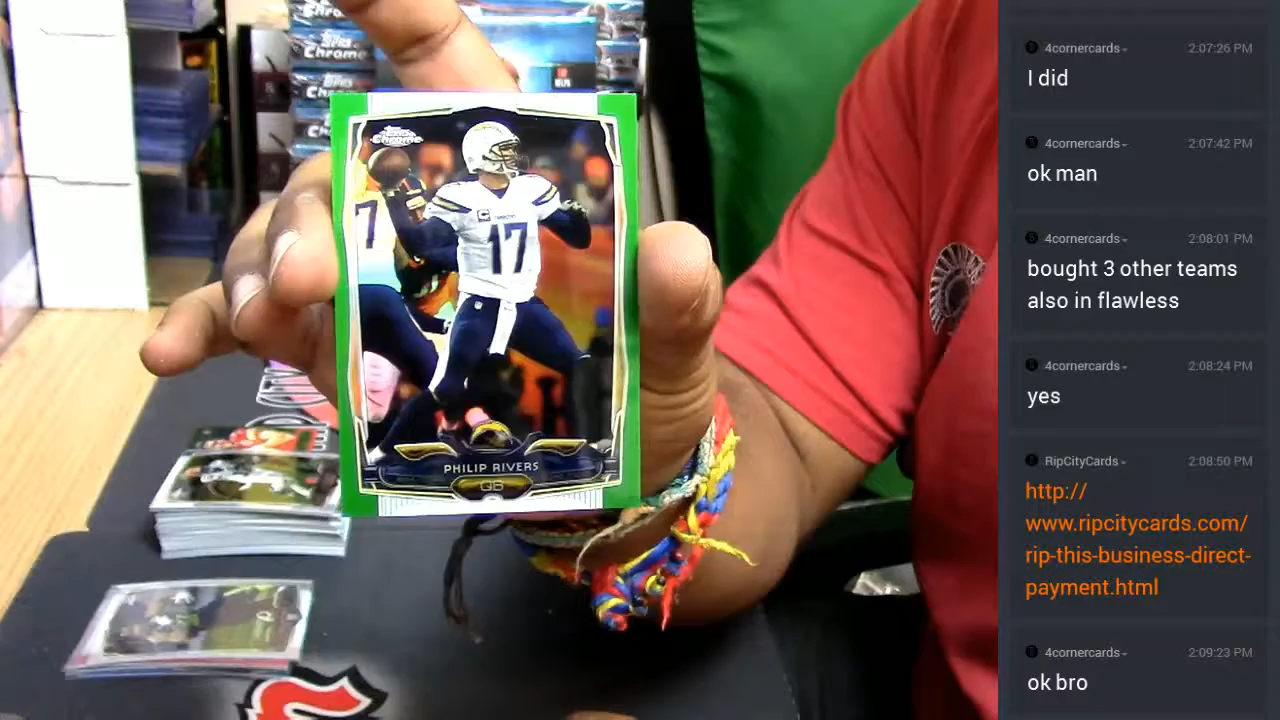 Topps
Chrome
Chrome
17
7
PHILIP RIVERS
QB
4cornercards
2:07:26 PM
I did
4cornercards
2:07:42 PM
ok man
4cornercards
2:08:01 PM
bought 3 other teams
also in flawless
4cornercards
2:08:24 PM
yes
RipCityCards
2:08:50 PM
http://
www.ripcitycards.com/
rip-this-business-direct-
payment.html
4cornercards
2:09:23 PM
ok bro